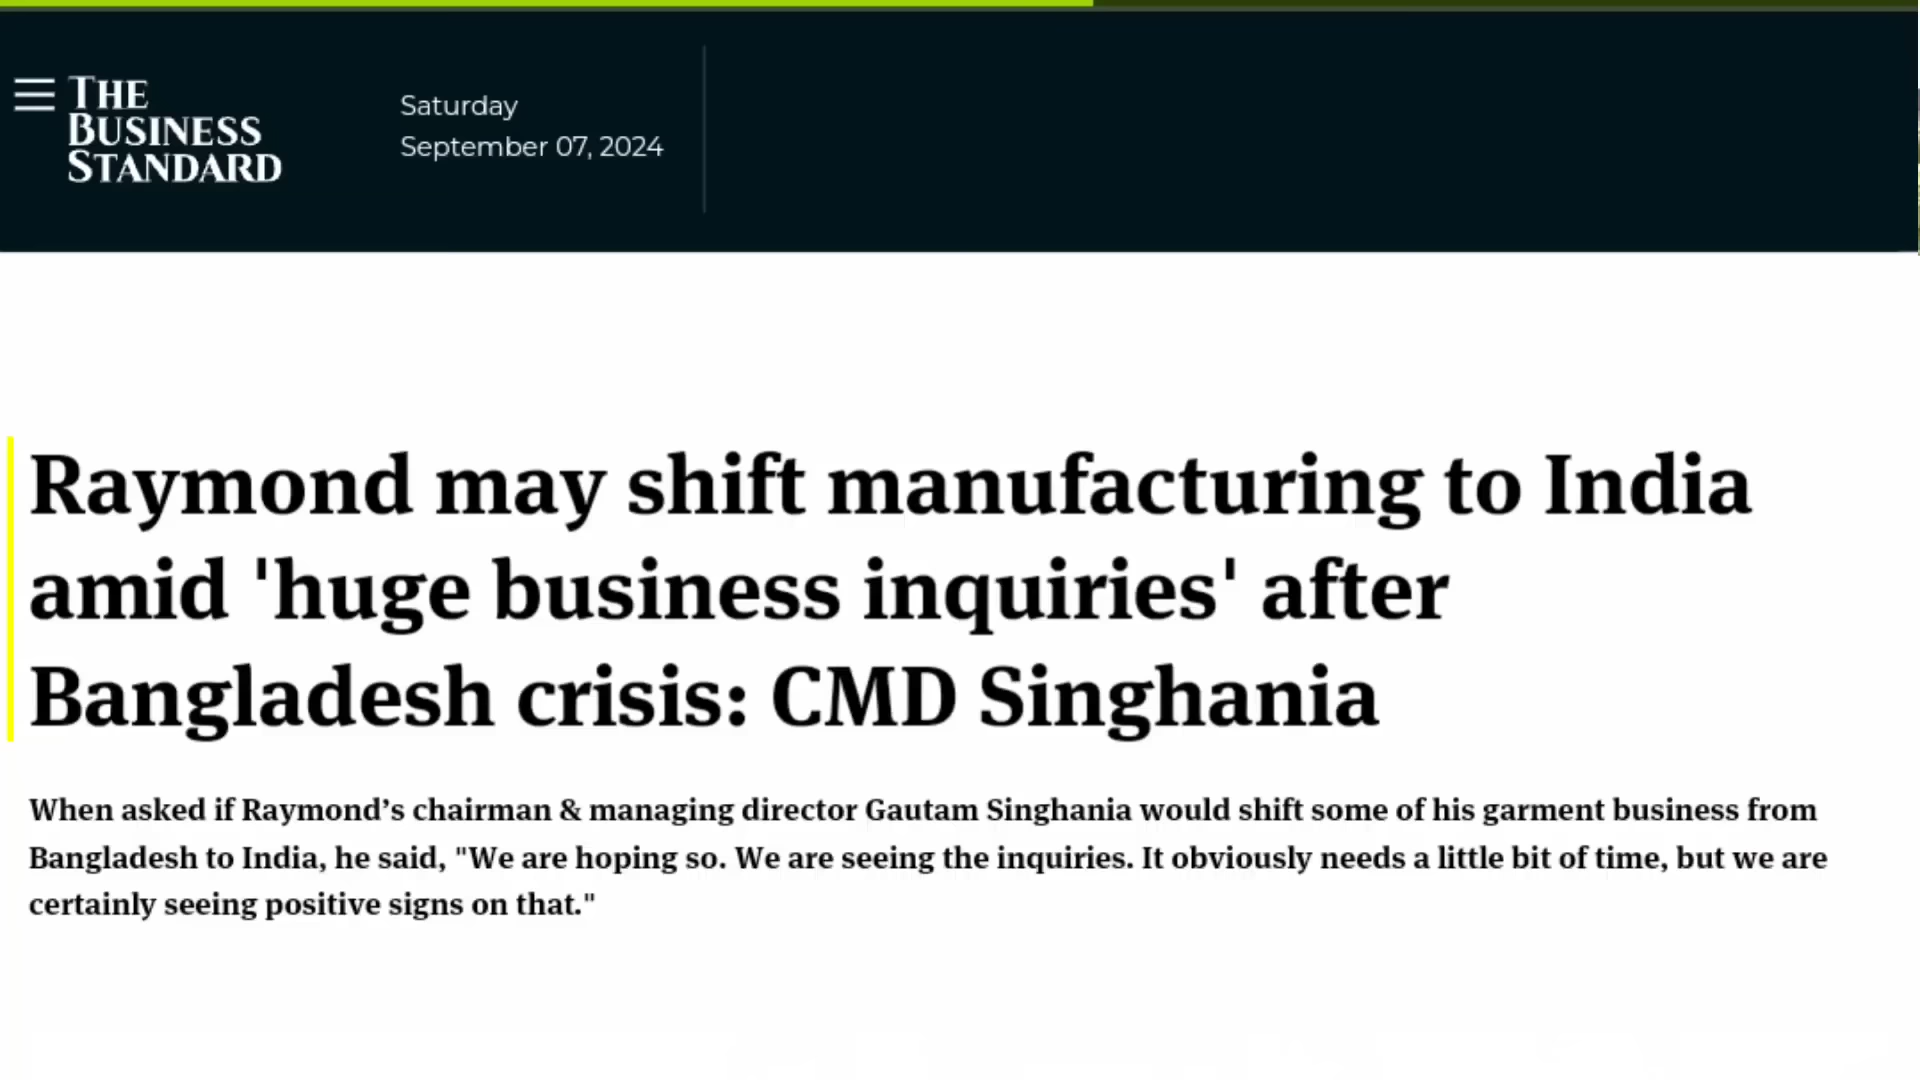 THE
BUSINESS
STANDARD
Saturday
September 07, 2024
Raymond may shift manufacturing to India
amid 'huge business inquiries' after
Bangladesh crisis: CMD Singhania
When asked if Raymond’s chairman & managing director Gautam Singhania would shift some of his garment business from
Bangladesh to India, he said, "We are hoping so. We are seeing the inquiries. It obviously needs a little bit of time, but we are
certainly seeing positive signs on that."